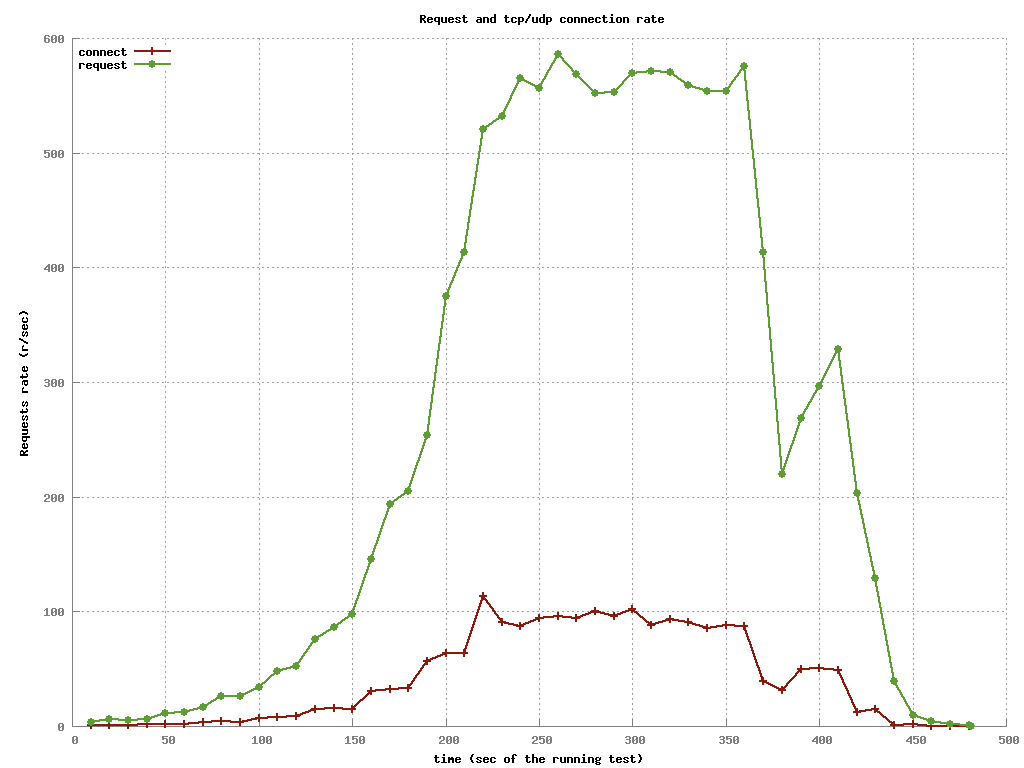 Request and tcp/udp connection rate
600
connect
request
500
400
Requests rate (r/sec)
300
200
100
0
0 50 100 150 200 250 300 350 400 450 500
time (sec of the running test)